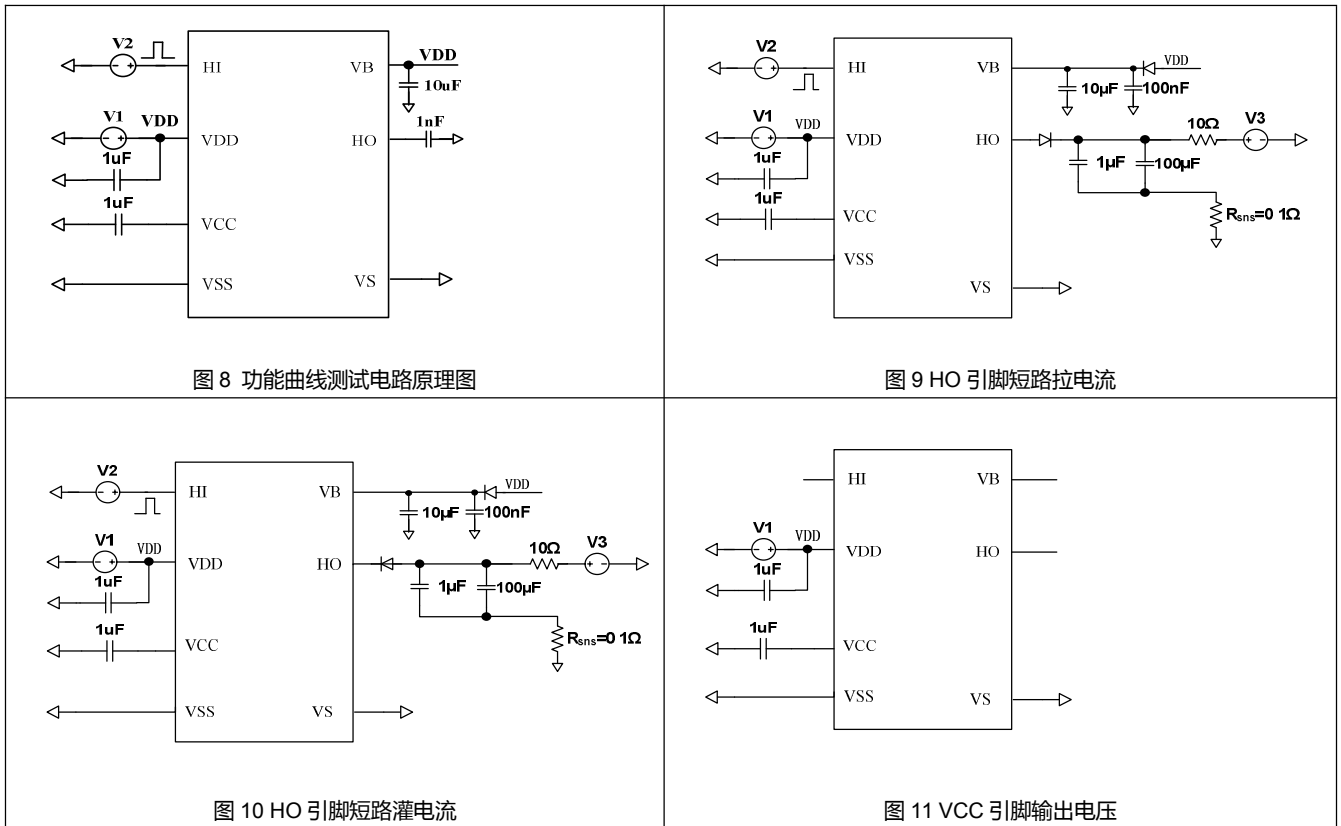 V2
HI
VB
VDD
10uF
V1
VDD
VDD
HO
1nF
1uF
1uF
VCC
VSS
VS
图 8 功能曲线测试电路原理图
V2
HI
VB
VDD
10µF
100nF
V1
VDD
VDD
HO
10Ω
V3
1uF
1µF
100µF
1uF
VCC
Rsns=0 1Ω
VSS
VS
图 9 HO 引脚短路拉电流
V2
HI
VB
VDD
10µF
100nF
V1
VDD
VDD
HO
10Ω
V3
1uF
1µF
100µF
1uF
VCC
Rsns=0 1Ω
VSS
VS
图 10 HO 引脚短路灌电流
HI
VB
V1
VDD
VDD
HO
1uF
1uF
VCC
VSS
VS
图 11 VCC 引脚输出电压